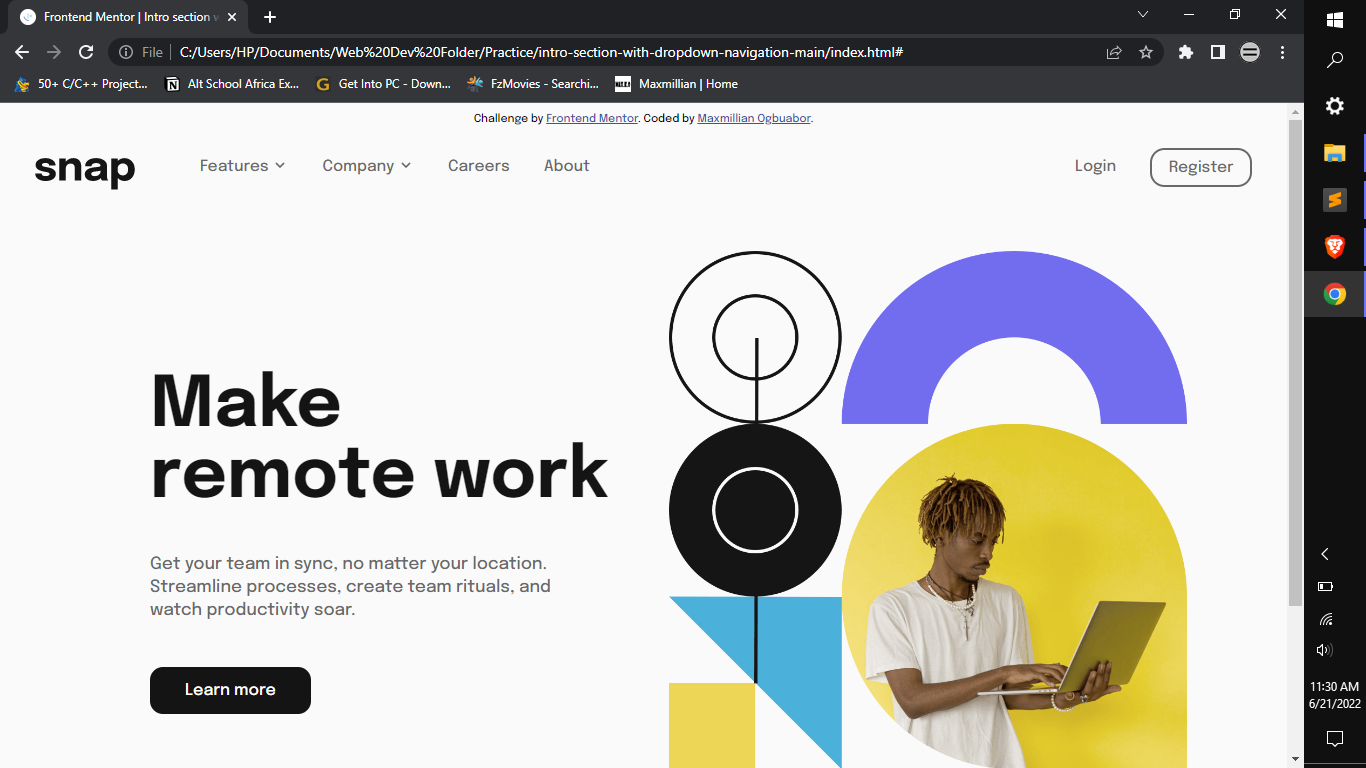 Frontend Mentor | Intro section w
File
C:/Users/HP/Documents/Web%20Dev%20Folder/Practice/intro-section-with-dropdown-navigation-main/index.html#
50+ C/C++ Project... Alt School Africa Ex... Get Into PC - Down... FzMovies - Searchi... Maxmillian | Home
Challenge by Frontend Mentor. Coded by Maxmillian Ogbuabor.
snap Features Company Careers About Login Register
Make
remote work
Get your team in sync, no matter your location.
Streamline processes, create team rituals, and
watch productivity soar.
Learn more
11:30 AM
6/21/2022